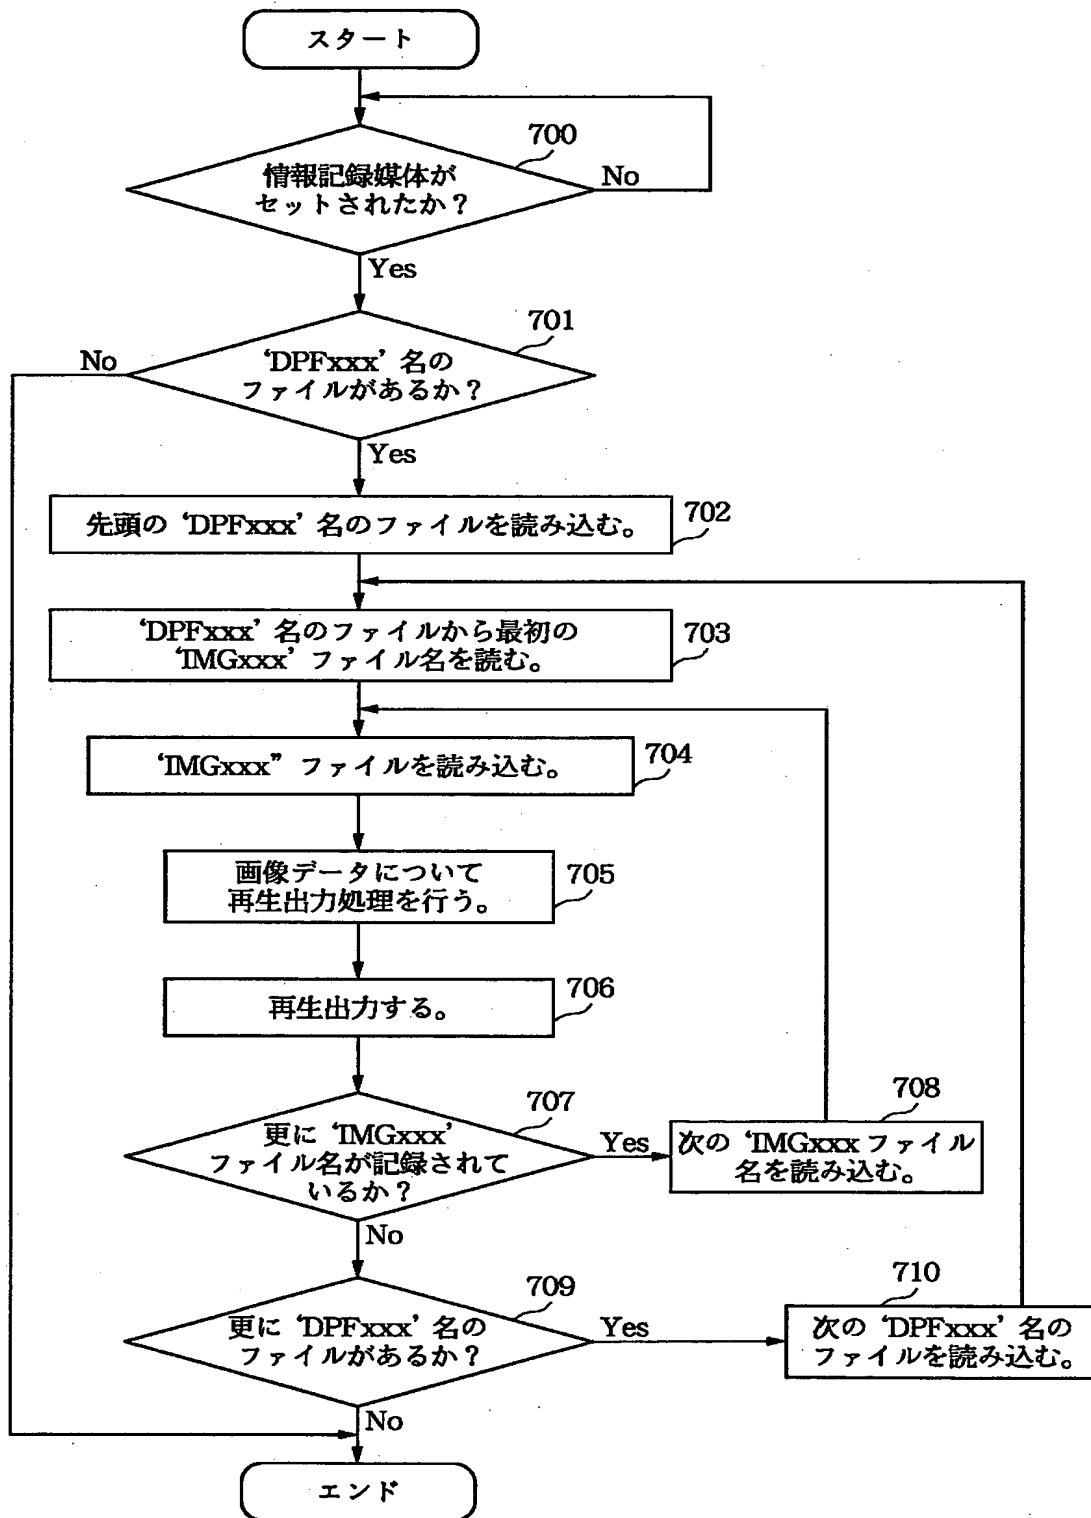 スタート
700
情報記録媒体が
セットされたか？
No
Yes
701
No
‘DPFxxx’ 名の
ファイルがあるか？
Yes
先頭の ‘DPFxxx’ 名のファイルを読み込む。
702
‘DPFxxx’ 名のファイルから最初の
‘IMGxxx’ ファイル名を読む。
703
‘IMGxxx” ファイルを読み込む。
704
画像データについて
再生出力処理を行う。
705
再生出力する。
706
707
更に ‘IMGxxx’
ファイル名が記録されて
いるか？
Yes
708
次の ‘IMGxxx ファイル
名を読み込む。
No
709
更に ‘DPFxxx’ 名の
ファイルがあるか？
Yes
710
次の ‘DPFxxx’ 名の
ファイルを読み込む。
No
エンド